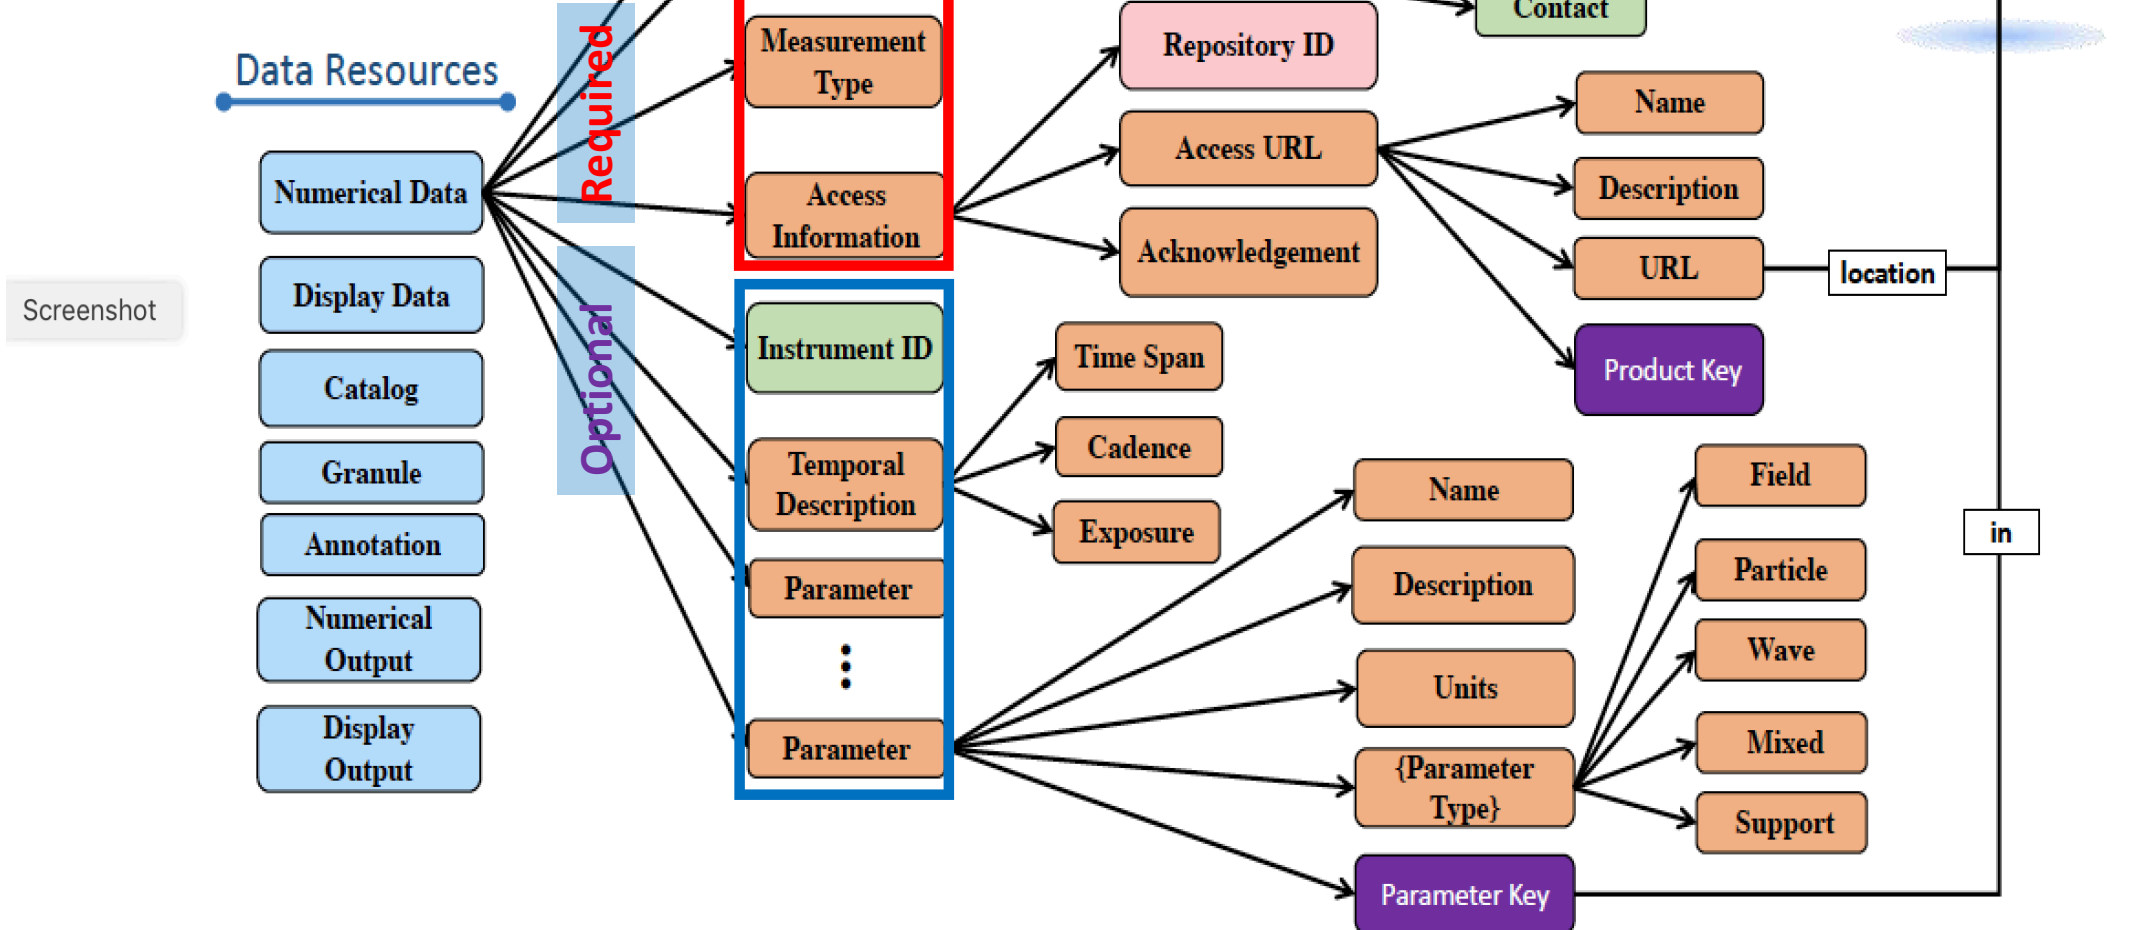 Contact
Measurement
Type
Repository ID
Required
Data Resources
Name
Access URL
Numerical Data
Description
Access
Information
Acknowledgement
URL
location
Display Data
Screenshot
Optional
Instrument ID
Time Span
Product Key
Catalog
Cadence
Granule
Temporal
Description
Field
Name
Exposure
in
Annotation
Particle
Parameter
Description
Numerical
Output
Wave
Units
Display
Output
Parameter
Mixed
{Parameter
Type}
Support
Parameter Key